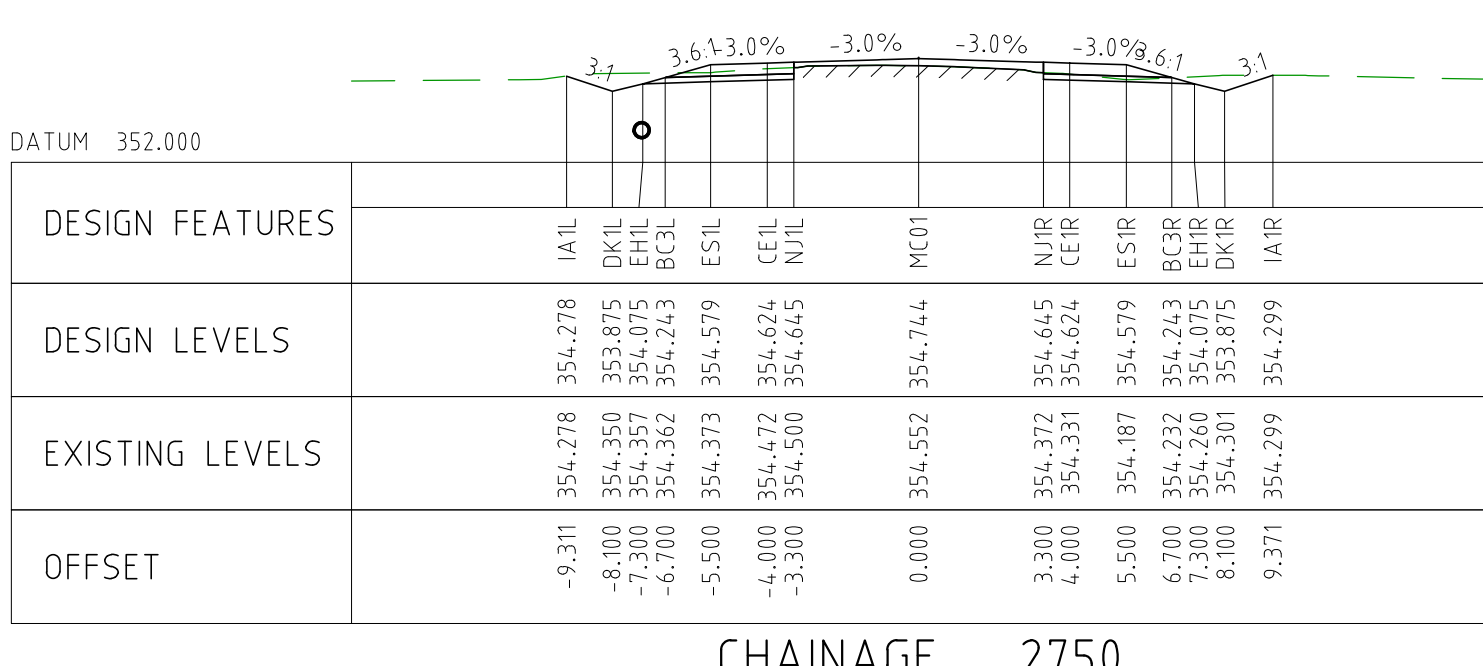 3:1 3.6:1 -3.0% -3.0% -3.0% -3.0% 3.6:1 3:1
DATUM 352.000
DESIGN FEATURES IA1L DK1L EH1L BC3L ES1L CE1L NJ1L MC01 NJ1R CE1R ES1R BC3R EH1R DK1R IA1R
DESIGN LEVELS 354.278 353.875 354.075 354.243 354.579 354.624 354.645 354.744 354.645 354.624 354.579 354.243 354.075 353.875 354.299
EXISTING LEVELS 354.278 354.350 354.357 354.362 354.373 354.472 354.500 354.552 354.372 354.331 354.187 354.232 354.260 354.301 354.299
OFFSET -9.311 -8.100 -7.300 -6.700 -5.500 -4.000 -3.300 0.000 3.300 4.000 5.500 6.700 7.300 8.100 9.371
CHAINAGE 2750